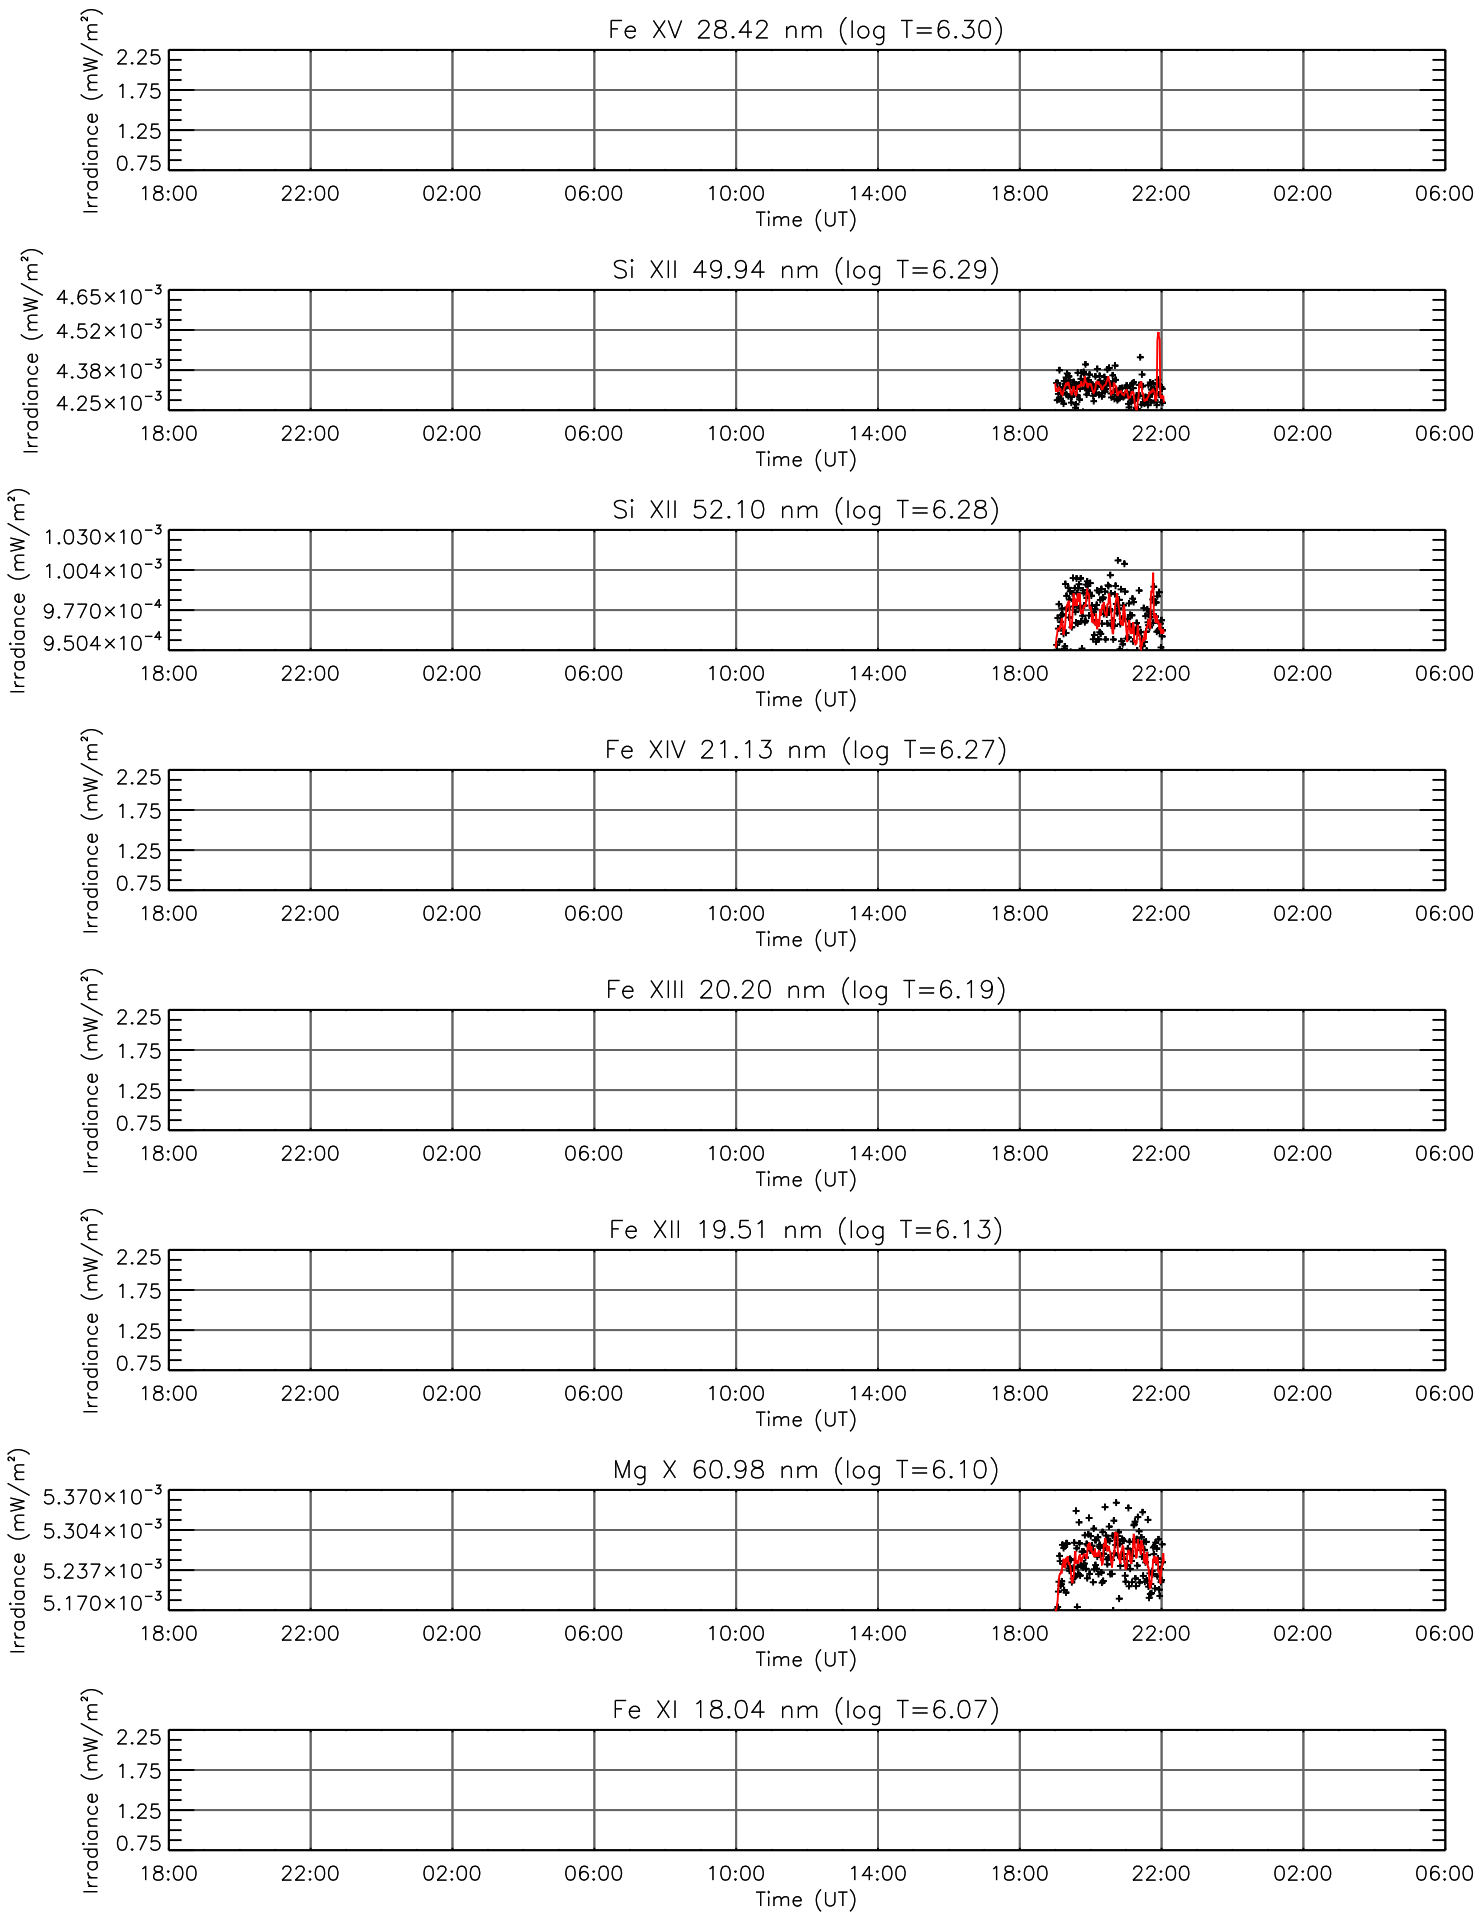 Fe XV 28.42 nm (log T=6.30)
Irradiance (mW/m²)
2.25
1.75
1.25
0.75
18:00 22:00 02:00 06:00 10:00 14:00 18:00 22:00 02:00 06:00
Time (UT)
Si XII 49.94 nm (log T=6.29)
Irradiance (mW/m²)
4.65×10⁻³
4.52×10⁻³
4.38×10⁻³
4.25×10⁻³
18:00 22:00 02:00 06:00 10:00 14:00 18:00 22:00 02:00 06:00
Time (UT)
Si XII 52.10 nm (log T=6.28)
Irradiance (mW/m²)
1.030×10⁻³
1.004×10⁻³
9.770×10⁻⁴
9.504×10⁻⁴
18:00 22:00 02:00 06:00 10:00 14:00 18:00 22:00 02:00 06:00
Time (UT)
Fe XIV 21.13 nm (log T=6.27)
Irradiance (mW/m²)
2.25
1.75
1.25
0.75
18:00 22:00 02:00 06:00 10:00 14:00 18:00 22:00 02:00 06:00
Time (UT)
Fe XIII 20.20 nm (log T=6.19)
Irradiance (mW/m²)
2.25
1.75
1.25
0.75
18:00 22:00 02:00 06:00 10:00 14:00 18:00 22:00 02:00 06:00
Time (UT)
Fe XII 19.51 nm (log T=6.13)
Irradiance (mW/m²)
2.25
1.75
1.25
0.75
18:00 22:00 02:00 06:00 10:00 14:00 18:00 22:00 02:00 06:00
Time (UT)
Mg X 60.98 nm (log T=6.10)
Irradiance (mW/m²)
5.370×10⁻³
5.304×10⁻³
5.237×10⁻³
5.170×10⁻³
18:00 22:00 02:00 06:00 10:00 14:00 18:00 22:00 02:00 06:00
Time (UT)
Fe XI 18.04 nm (log T=6.07)
Irradiance (mW/m²)
2.25
1.75
1.25
0.75
18:00 22:00 02:00 06:00 10:00 14:00 18:00 22:00 02:00 06:00
Time (UT)